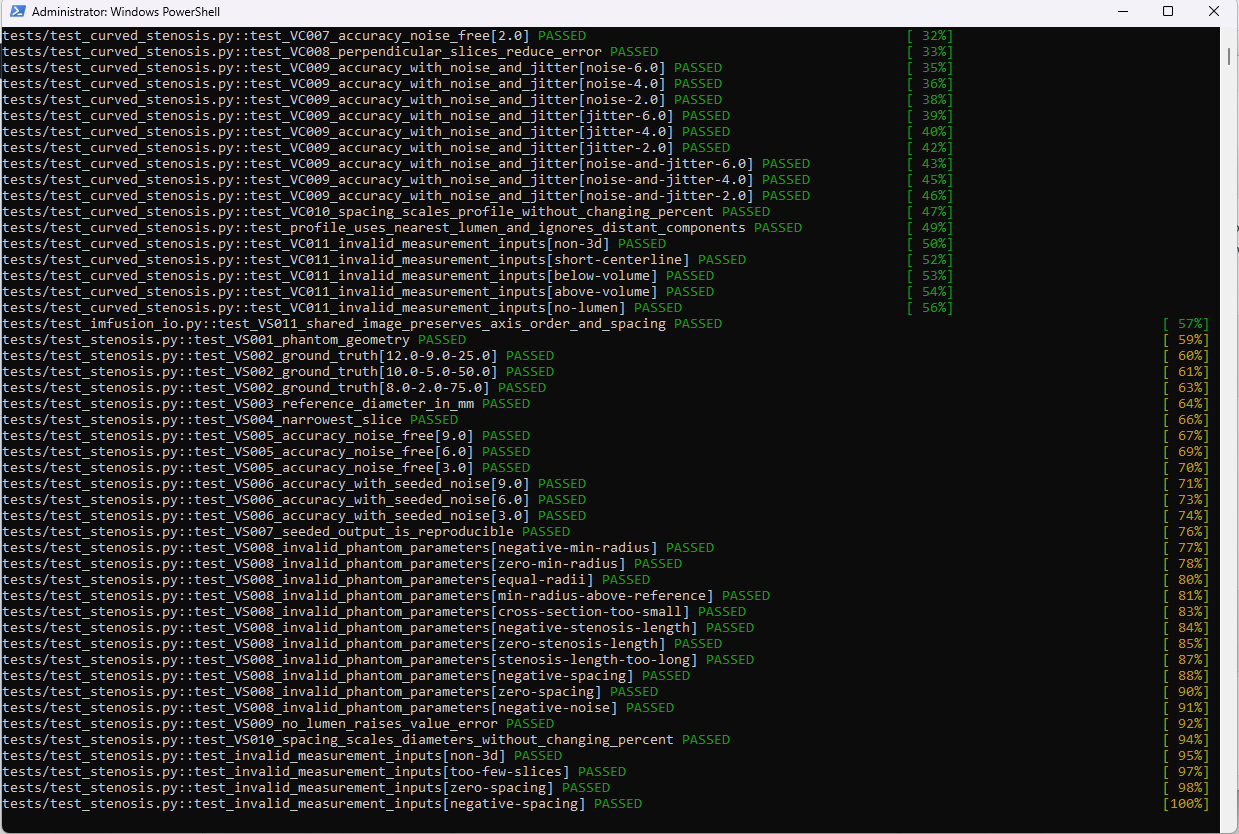 Administrator: Windows PowerShell
tests/test_curved_stenosis.py::test_VC007_accuracy_noise_free[2.0] PASSED [ 32%]
tests/test_curved_stenosis.py::test_VC008_perpendicular_slices_reduce_error PASSED [ 33%]
tests/test_curved_stenosis.py::test_VC009_accuracy_with_noise_and_jitter[noise-6.0] PASSED [ 35%]
tests/test_curved_stenosis.py::test_VC009_accuracy_with_noise_and_jitter[noise-4.0] PASSED [ 36%]
tests/test_curved_stenosis.py::test_VC009_accuracy_with_noise_and_jitter[noise-2.0] PASSED [ 38%]
tests/test_curved_stenosis.py::test_VC009_accuracy_with_noise_and_jitter[jitter-6.0] PASSED [ 39%]
tests/test_curved_stenosis.py::test_VC009_accuracy_with_noise_and_jitter[jitter-4.0] PASSED [ 40%]
tests/test_curved_stenosis.py::test_VC009_accuracy_with_noise_and_jitter[jitter-2.0] PASSED [ 42%]
tests/test_curved_stenosis.py::test_VC009_accuracy_with_noise_and_jitter[noise-and-jitter-6.0] PASSED [ 43%]
tests/test_curved_stenosis.py::test_VC009_accuracy_with_noise_and_jitter[noise-and-jitter-4.0] PASSED [ 45%]
tests/test_curved_stenosis.py::test_VC009_accuracy_with_noise_and_jitter[noise-and-jitter-2.0] PASSED [ 46%]
tests/test_curved_stenosis.py::test_VC010_spacing_scales_profile_without_changing_percent PASSED [ 47%]
tests/test_curved_stenosis.py::test_profile_uses_nearest_lumen_and_ignores_distant_components PASSED [ 49%]
tests/test_curved_stenosis.py::test_VC011_invalid_measurement_inputs[non-3d] PASSED [ 50%]
tests/test_curved_stenosis.py::test_VC011_invalid_measurement_inputs[short-centerline] PASSED [ 52%]
tests/test_curved_stenosis.py::test_VC011_invalid_measurement_inputs[below-volume] PASSED [ 53%]
tests/test_curved_stenosis.py::test_VC011_invalid_measurement_inputs[above-volume] PASSED [ 54%]
tests/test_curved_stenosis.py::test_VC011_invalid_measurement_inputs[no-lumen] PASSED [ 56%]
tests/test_imfusion_io.py::test_VS011_shared_image_preserves_axis_order_and_spacing PASSED [ 57%]
tests/test_stenosis.py::test_VS001_phantom_geometry PASSED [ 59%]
tests/test_stenosis.py::test_VS002_ground_truth[12.0-9.0-25.0] PASSED [ 60%]
tests/test_stenosis.py::test_VS002_ground_truth[10.0-5.0-50.0] PASSED [ 61%]
tests/test_stenosis.py::test_VS002_ground_truth[8.0-2.0-75.0] PASSED [ 63%]
tests/test_stenosis.py::test_VS003_reference_diameter_in_mm PASSED [ 64%]
tests/test_stenosis.py::test_VS004_narrowest_slice PASSED [ 66%]
tests/test_stenosis.py::test_VS005_accuracy_noise_free[9.0] PASSED [ 67%]
tests/test_stenosis.py::test_VS005_accuracy_noise_free[6.0] PASSED [ 69%]
tests/test_stenosis.py::test_VS005_accuracy_noise_free[3.0] PASSED [ 70%]
tests/test_stenosis.py::test_VS006_accuracy_with_seeded_noise[9.0] PASSED [ 71%]
tests/test_stenosis.py::test_VS006_accuracy_with_seeded_noise[6.0] PASSED [ 73%]
tests/test_stenosis.py::test_VS006_accuracy_with_seeded_noise[3.0] PASSED [ 74%]
tests/test_stenosis.py::test_VS007_seeded_output_is_reproducible PASSED [ 76%]
tests/test_stenosis.py::test_VS008_invalid_phantom_parameters[negative-min-radius] PASSED [ 77%]
tests/test_stenosis.py::test_VS008_invalid_phantom_parameters[zero-min-radius] PASSED [ 78%]
tests/test_stenosis.py::test_VS008_invalid_phantom_parameters[equal-radii] PASSED [ 80%]
tests/test_stenosis.py::test_VS008_invalid_phantom_parameters[min-radius-above-reference] PASSED [ 81%]
tests/test_stenosis.py::test_VS008_invalid_phantom_parameters[cross-section-too-small] PASSED [ 83%]
tests/test_stenosis.py::test_VS008_invalid_phantom_parameters[negative-stenosis-length] PASSED [ 84%]
tests/test_stenosis.py::test_VS008_invalid_phantom_parameters[zero-stenosis-length] PASSED [ 85%]
tests/test_stenosis.py::test_VS008_invalid_phantom_parameters[stenosis-length-too-long] PASSED [ 87%]
tests/test_stenosis.py::test_VS008_invalid_phantom_parameters[negative-spacing] PASSED [ 88%]
tests/test_stenosis.py::test_VS008_invalid_phantom_parameters[zero-spacing] PASSED [ 90%]
tests/test_stenosis.py::test_VS008_invalid_phantom_parameters[negative-noise] PASSED [ 91%]
tests/test_stenosis.py::test_VS009_no_lumen_raises_value_error PASSED [ 92%]
tests/test_stenosis.py::test_VS010_spacing_scales_diameters_without_changing_percent PASSED [ 94%]
tests/test_stenosis.py::test_invalid_measurement_inputs[non-3d] PASSED [ 95%]
tests/test_stenosis.py::test_invalid_measurement_inputs[too-few-slices] PASSED [ 97%]
tests/test_stenosis.py::test_invalid_measurement_inputs[zero-spacing] PASSED [ 98%]
tests/test_stenosis.py::test_invalid_measurement_inputs[negative-spacing] PASSED [100%]